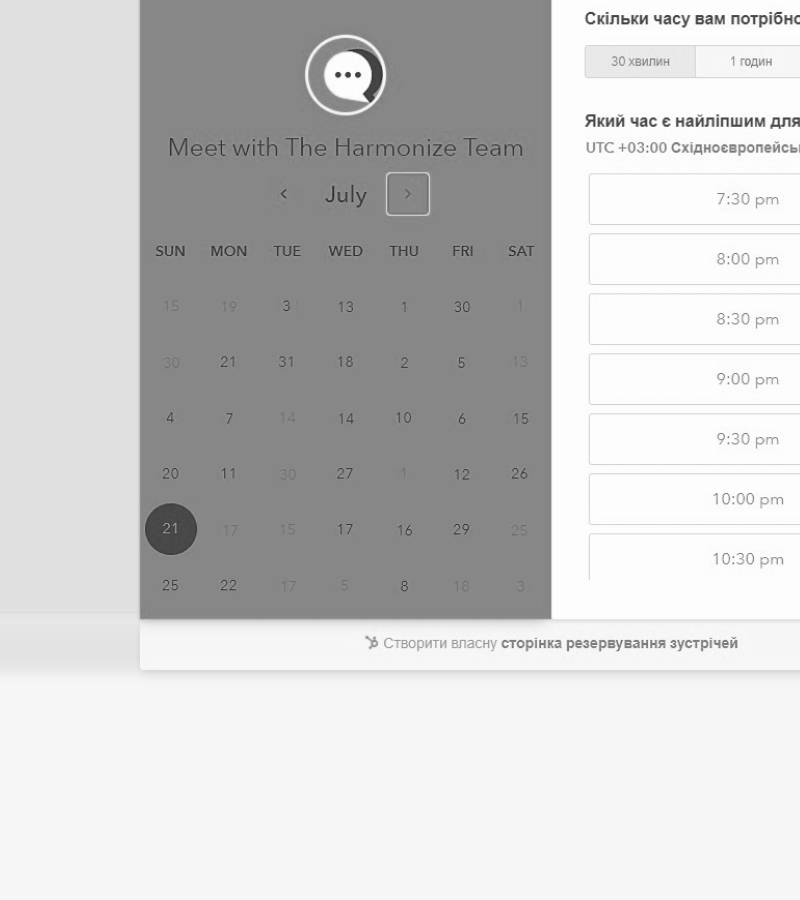 Meet with The Harmonize Team
July
SUN MON TUE WED THU FRI SAT
15 19 3 13 1 30 1
30 21 31 18 2 5 13
4 7 14 14 10 6 15
20 11 30 27 1 12 26
21 17 15 17 16 29 25
25 22 17 5 8 18 3
Скільки часу вам потрібно
30 хвилин 1 годин
Який час є найліпшим для
UTC +03:00 Східноєвропейсь
7:30 pm
8:00 pm
8:30 pm
9:00 pm
9:30 pm
10:00 pm
10:30 pm
Створити власну сторінка резервування зустрічей